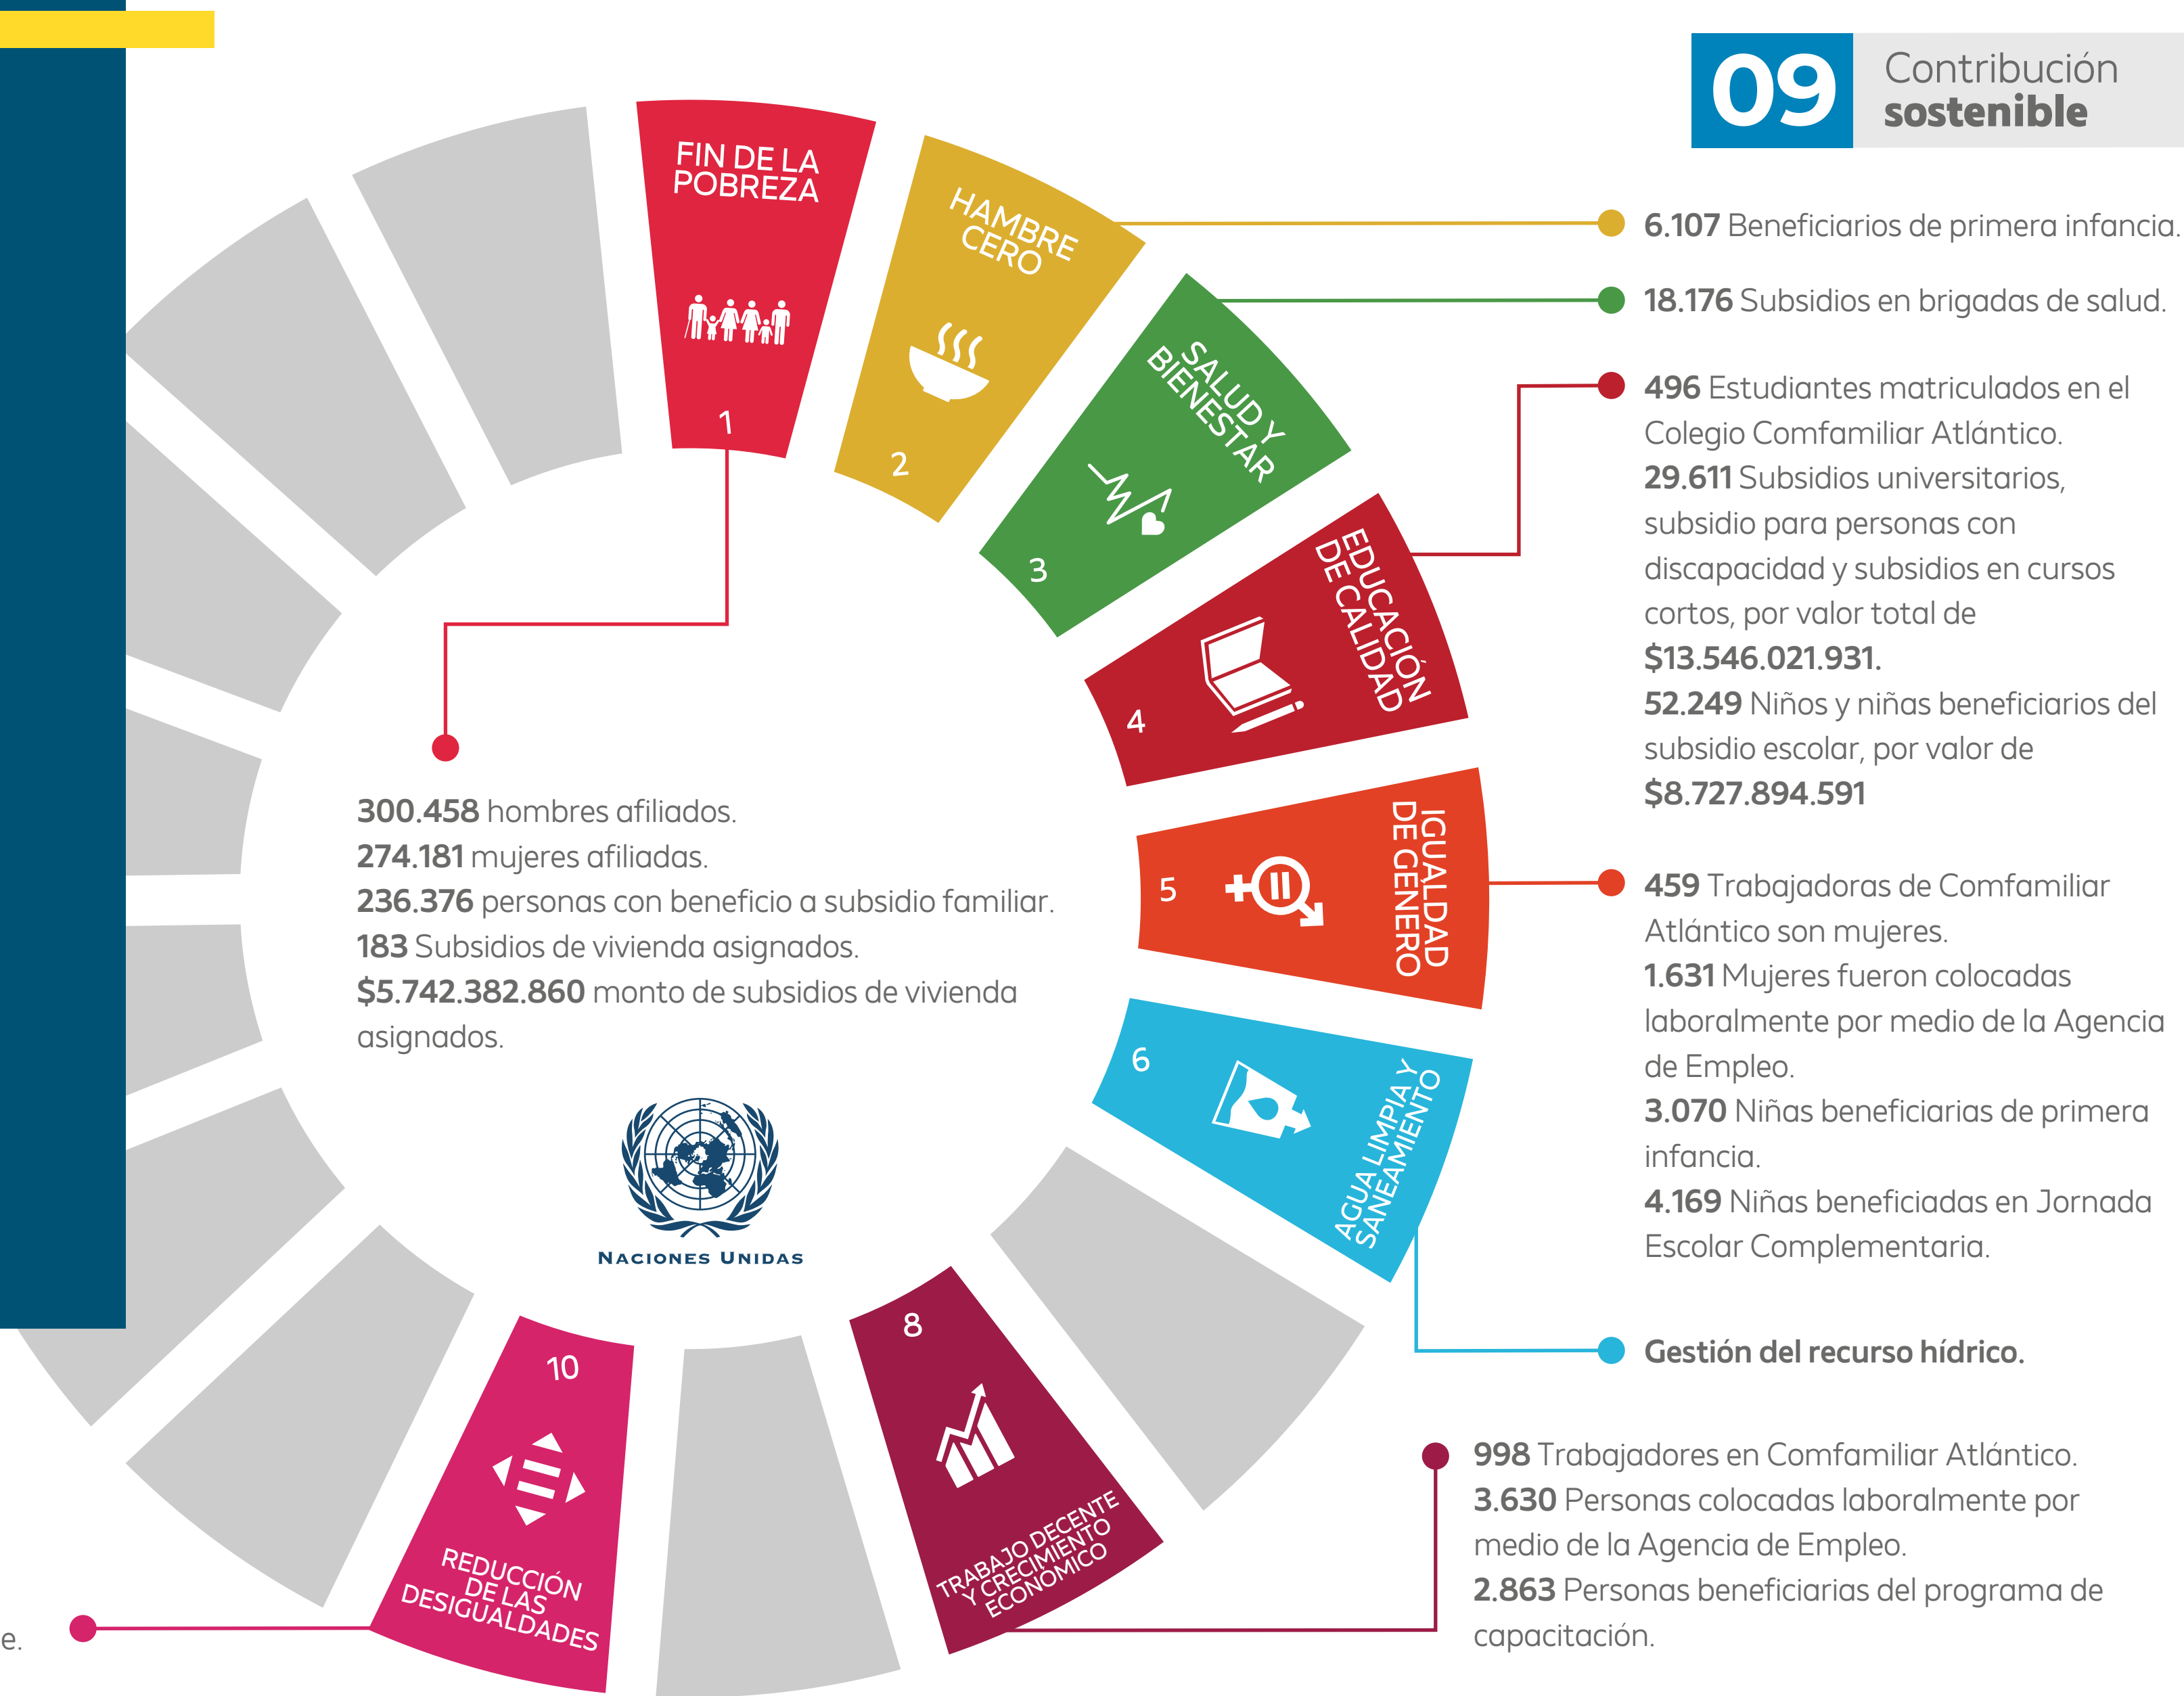 09
Contribución
sostenible
FIN DE LA
POBREZA
1
HAMBRE
CERO
2
SALUD Y
BIENESTAR
3
EDUCACIÓN
DE CALIDAD
4
IGUALDAD
DE GENERO
5
AGUA LIMPIA Y
SANEAMIENTO
6
8
TRABAJO DECENTE
Y CRECIMIENTO
ECONOMICO
10
REDUCCIÓN
DE LAS
DESIGUALDADES
300.458 hombres afiliados.
274.181 mujeres afiliadas.
236.376 personas con beneficio a subsidio familiar.
183 Subsidios de vivienda asignados.
$5.742.382.860 monto de subsidios de vivienda
asignados.
NACIONES UNIDAS
6.107 Beneficiarios de primera infancia.
18.176 Subsidios en brigadas de salud.
496 Estudiantes matriculados en el
Colegio Comfamiliar Atlántico.
29.611 Subsidios universitarios,
subsidio para personas con
discapacidad y subsidios en cursos
cortos, por valor total de
$13.546.021.931.
52.249 Niños y niñas beneficiarios del
subsidio escolar, por valor de
$8.727.894.591
459 Trabajadoras de Comfamiliar
Atlántico son mujeres.
1.631 Mujeres fueron colocadas
laboralmente por medio de la Agencia
de Empleo.
3.070 Niñas beneficiarias de primera
infancia.
4.169 Niñas beneficiadas en Jornada
Escolar Complementaria.
Gestión del recurso hídrico.
998 Trabajadores en Comfamiliar Atlántico.
3.630 Personas colocadas laboralmente por
medio de la Agencia de Empleo.
2.863 Personas beneficiarias del programa de
capacitación.
e.